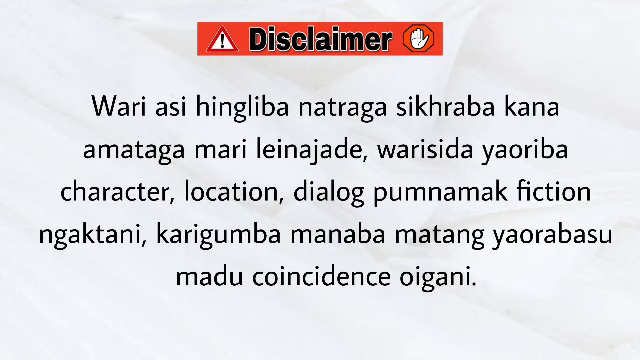 Disclaimer
Wari asi hingliba natraga sikhraba kana
amataga mari leinajade, warisida yaoriba
character, location, dialog pumnamak fiction
ngaktani, karigumba manaba matang yaorabasu
madu coincidence oigani.